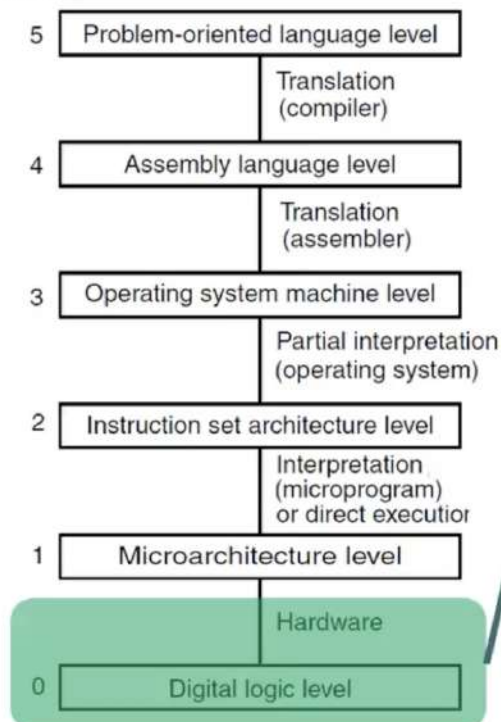 5 Problem-oriented language level
Translation
(compiler)
4 Assembly language level
Translation
(assembler)
3 Operating system machine level
Partial interpretation
(operating system)
2 Instruction set architecture level
Interpretation
(microprogram)
or direct execution
1 Microarchitecture level
Hardware
0 Digital logic level